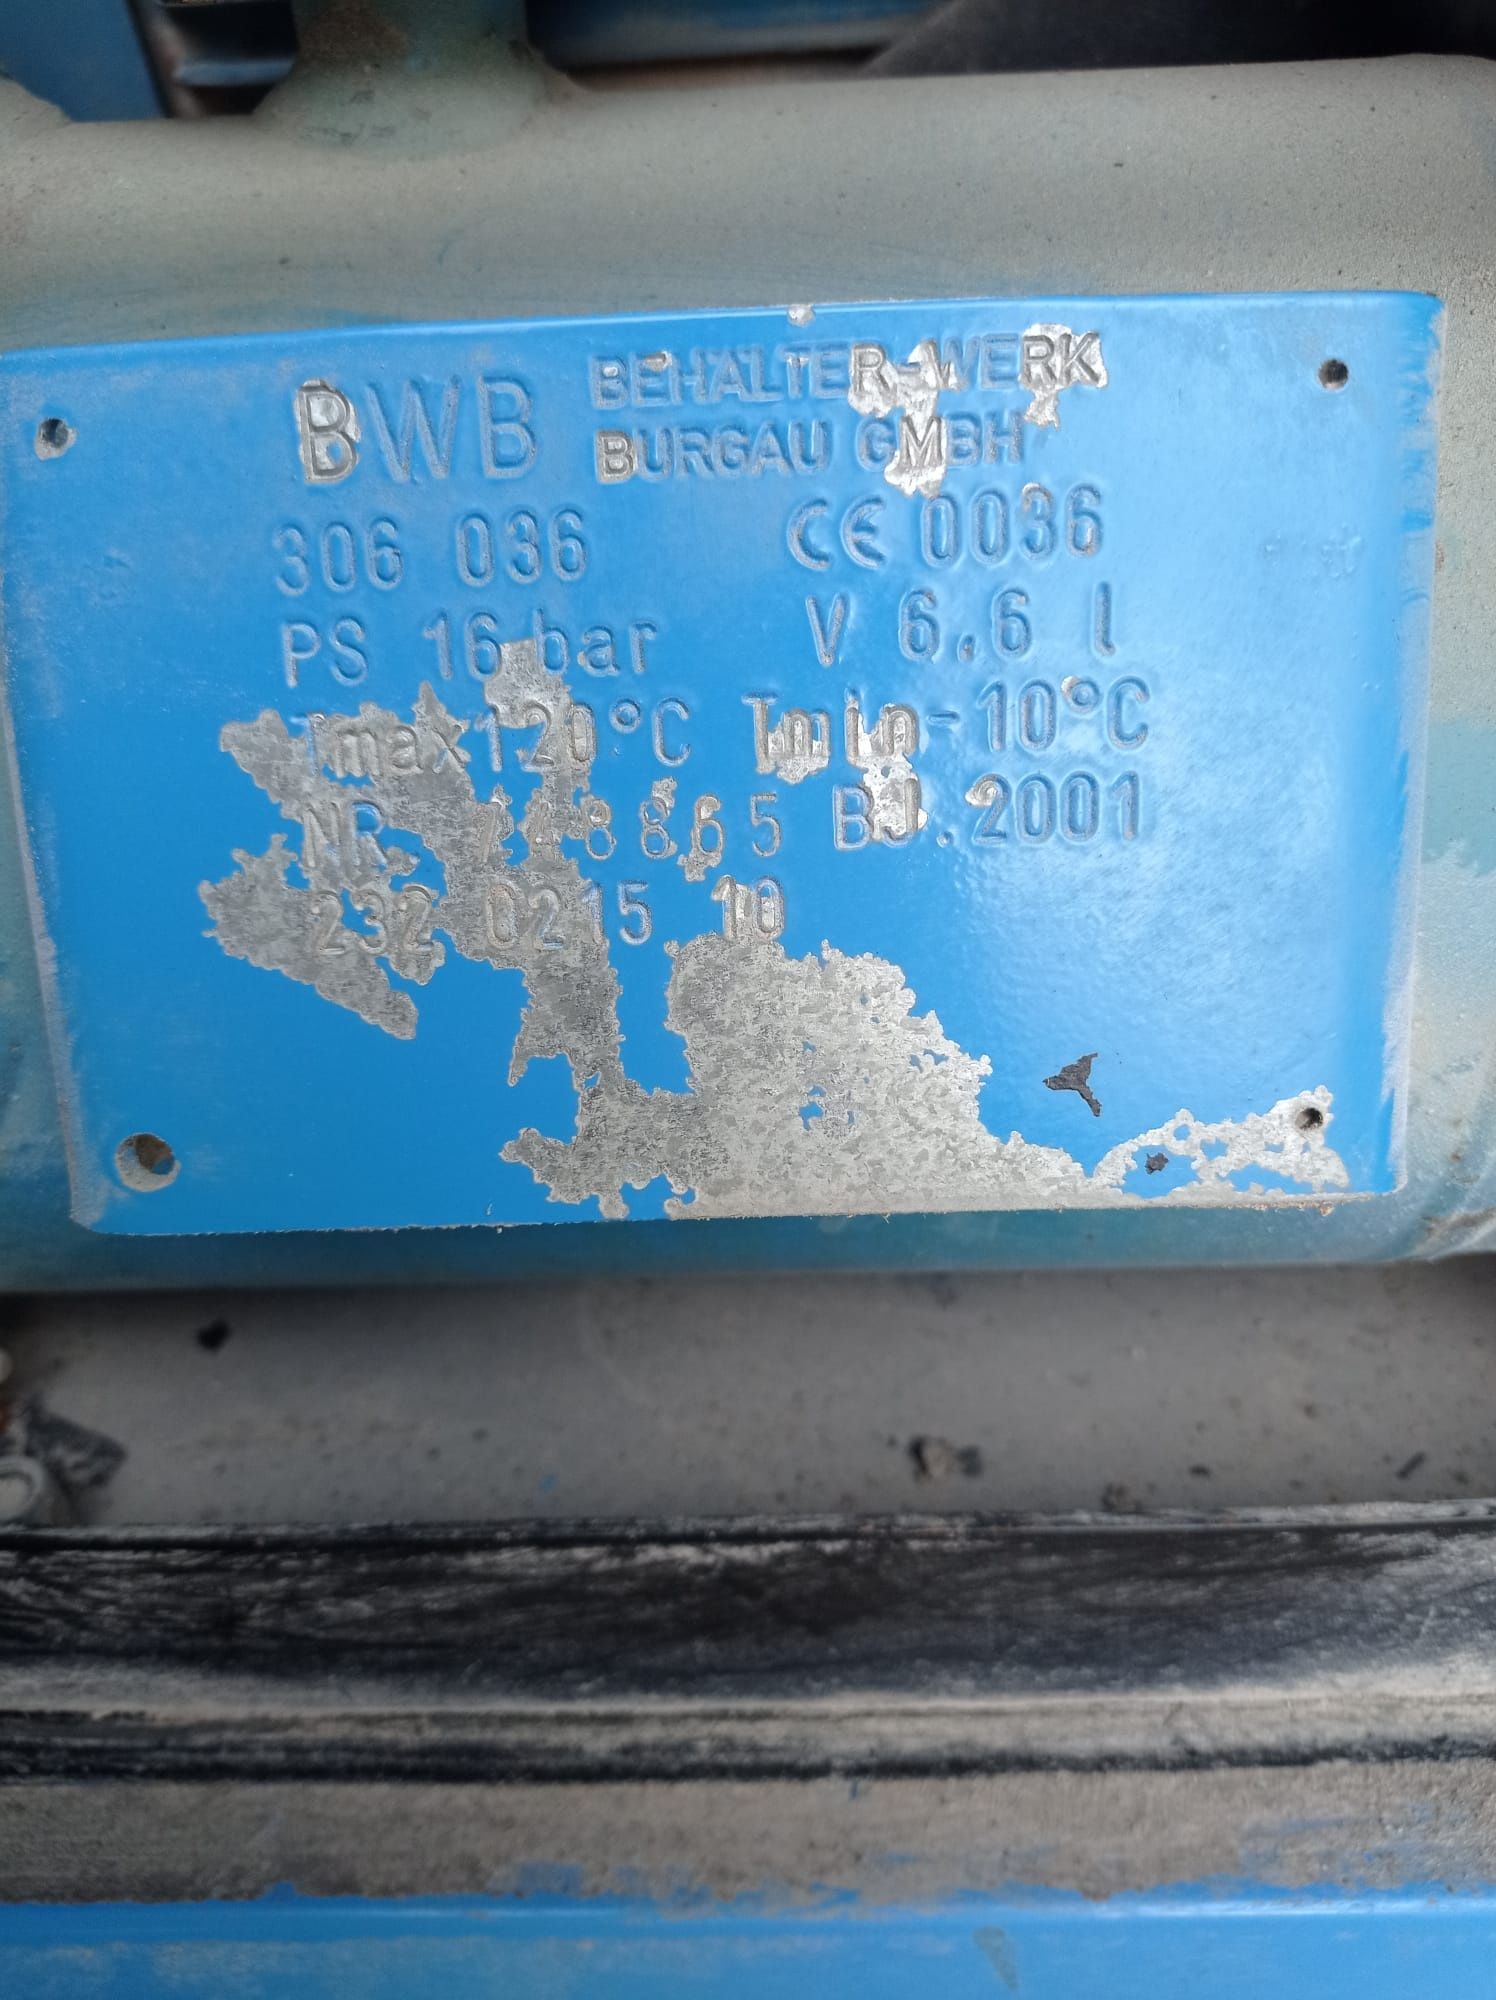 BWB BEHÄLTER-WERK
BURGAU GMBH
306 036 CE 0036
PS 16 bar V 6.6 l
Tmax 120°C Tmin-10°C
NR. BJ.2001
232 0215 10